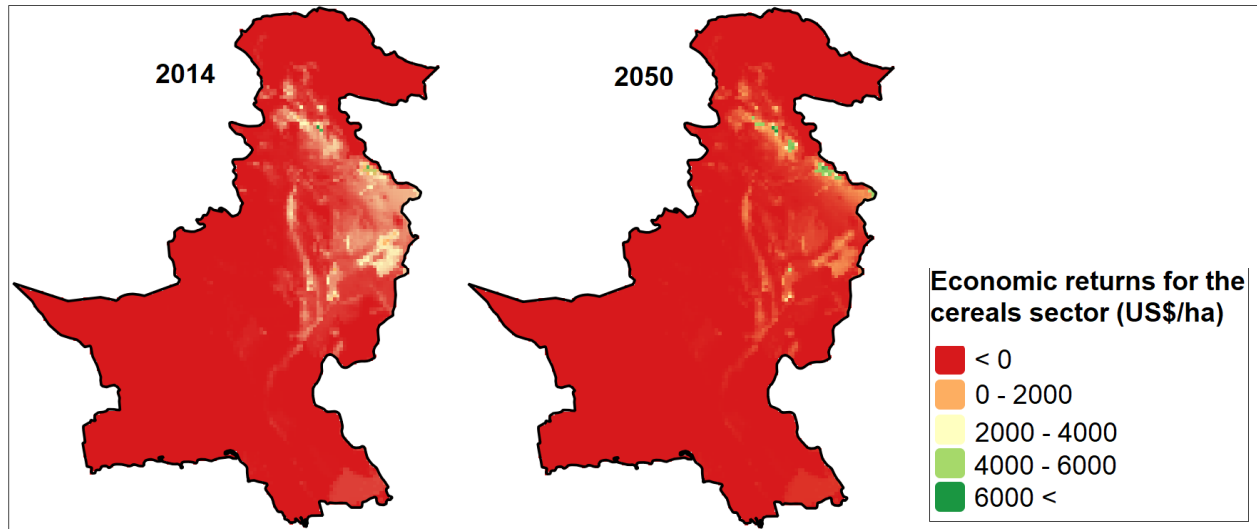 2014
2050
Economic returns for the
cereals sector (US$/ha)
< 0
0 - 2000
2000 - 4000
4000 - 6000
6000 <